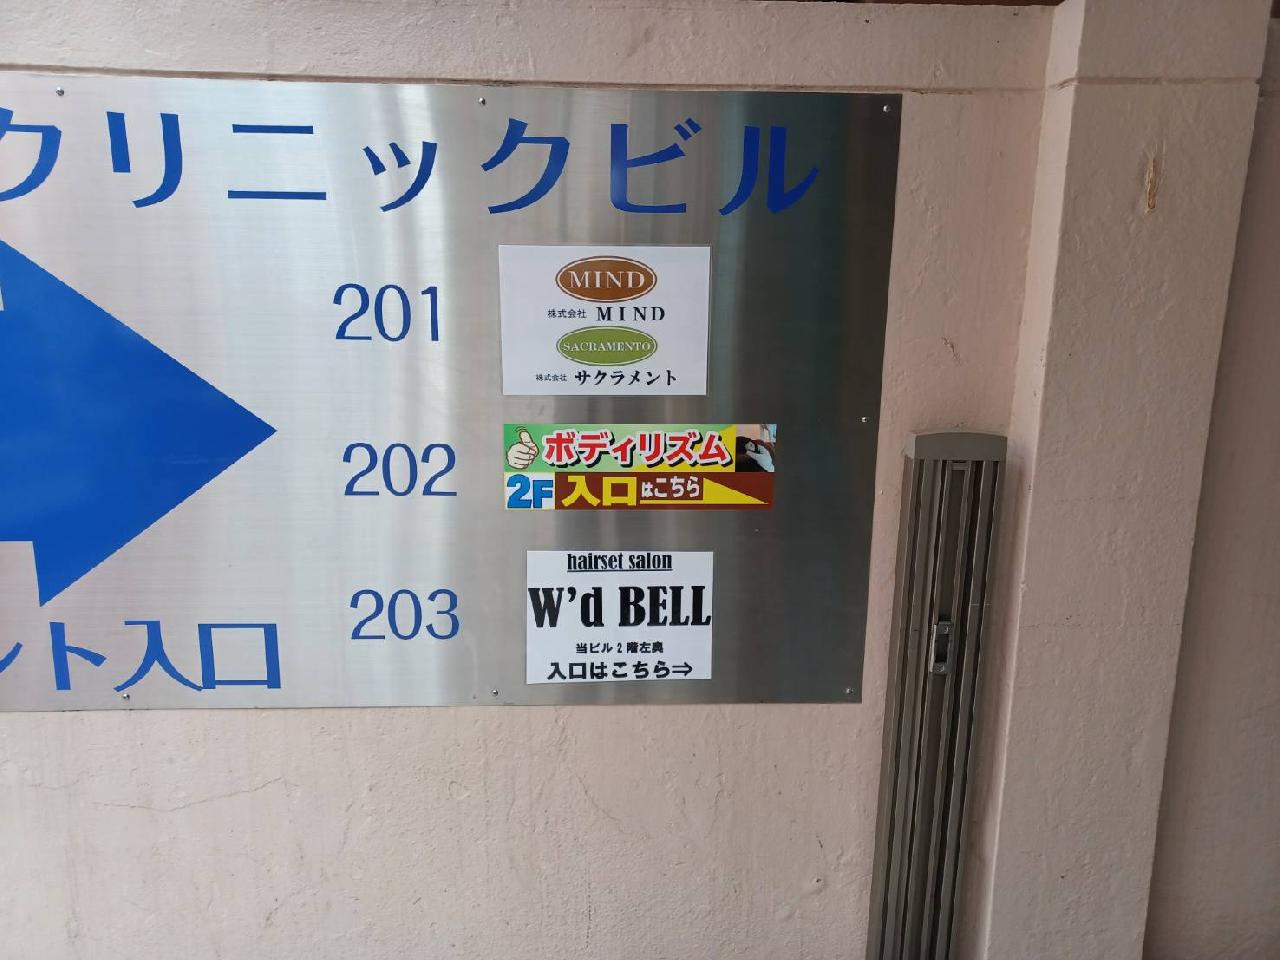 クリニックビル
201
MIND
株式会社 MIND
SACRAMENTO
株式会社 サクラメント
202
ボディリズム
2F 入口はこちら
203
hairset salon
W'd BELL
当ビル2階左奥
入口はこちら⇒
ント入口